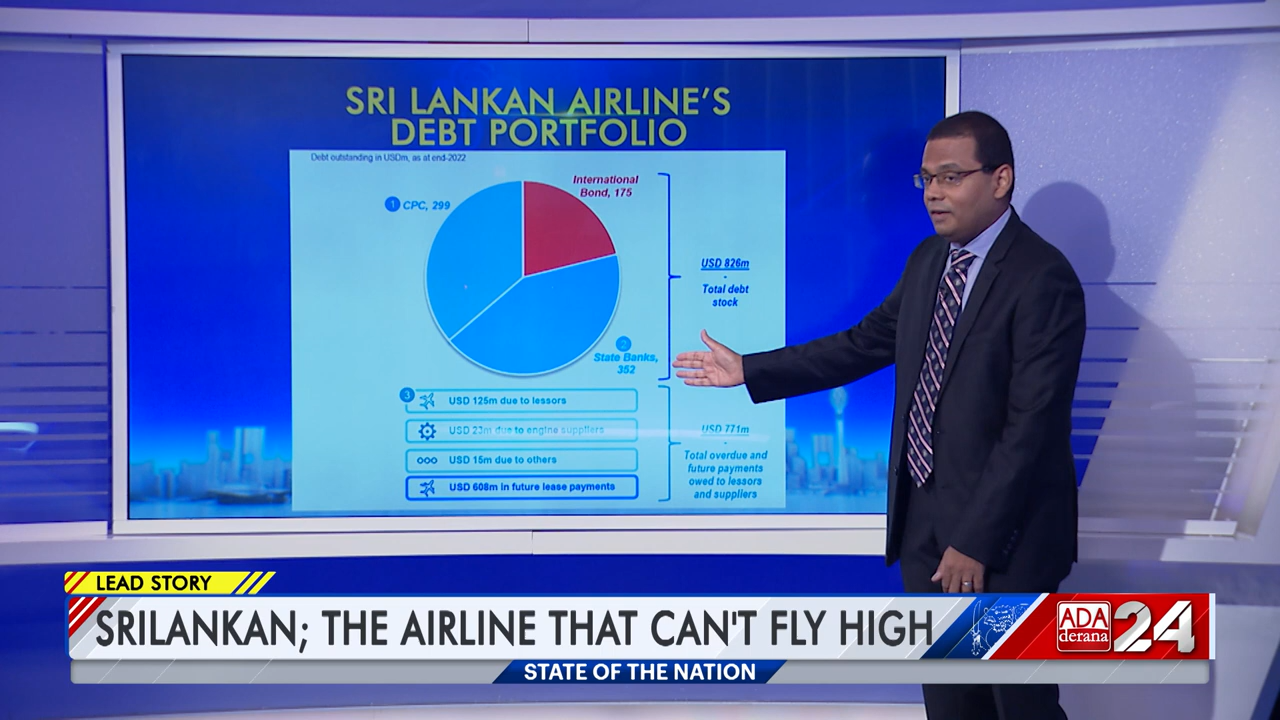 SRI LANKAN AIRLINE'S
DEBT PORTFOLIO
Debt outstanding in USDm, as at end-2022
International
Bond, 175
1 CPC, 299
USD 826m
-
Total debt
stock
2
State Banks,
352
3
USD 125m due to lessors
USD 23m due to engine suppliers
USD 15m due to others
USD 608m in future lease payments
USD 771m
-
Total overdue and
future payments
owed to lessors
and suppliers
LEAD STORY
SRILANKAN; THE AIRLINE THAT CAN'T FLY HIGH
ADA
derana
24
STATE OF THE NATION